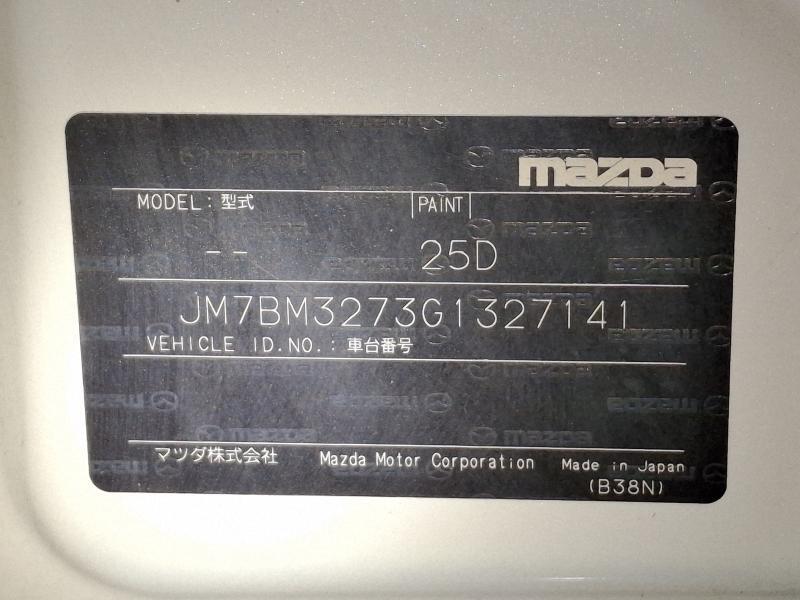 mazda
MODEL：型式 PAINT
-- 25D
JM7BM3273G1327141
VEHICLE ID.NO.：車台番号
マツダ株式会社 Mazda Motor Corporation Made in Japan
(B38N)